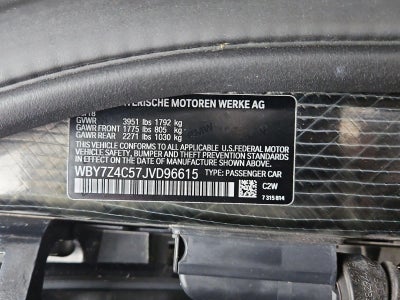 YERISCHE MOTOREN WERKE AG
GVWR 3951 lbs 1792 kg
GAWR FRONT 1775 lbs 805 kg
GAWR REAR 2271 lbs 1030 kg
THIS VEHICLE CONFORMS TO ALL APPLICABLE U.S.FEDERAL MOTOR
VEHICLE SAFETY, BUMPER, AND THEFT PREVENTION STANDARDS IN
EFFECT ON THE DATE OF MANUFACTURE SHOWN ABOVE.
WBY7Z4C57JVD96615 TYPE: PASSENGER CAR
C2W
7 315 814